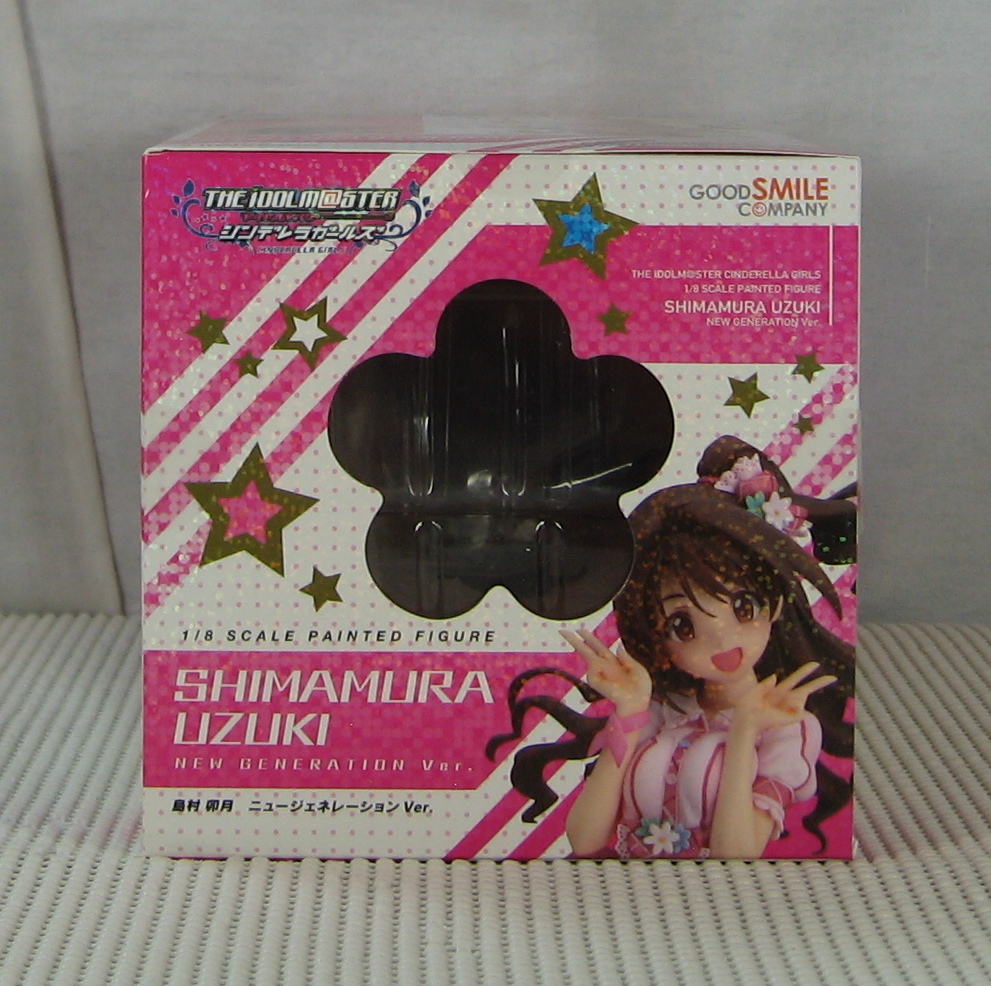 THE iDOLM@STER
シンデレラガールズ
CINDERELLA GIRLS
GOOD SMILE
COMPANY
THE IDOLM@STER CINDERELLA GIRLS
1/8 SCALE PAINTED FIGURE
SHIMAMURA UZUKI
NEW GENERATION Ver.
1/8 SCALE PAINTED FIGURE
SHIMAMURA
UZUKI
NEW GENERATION Ver.
島村 卯月 ニュージェネレーション Ver.